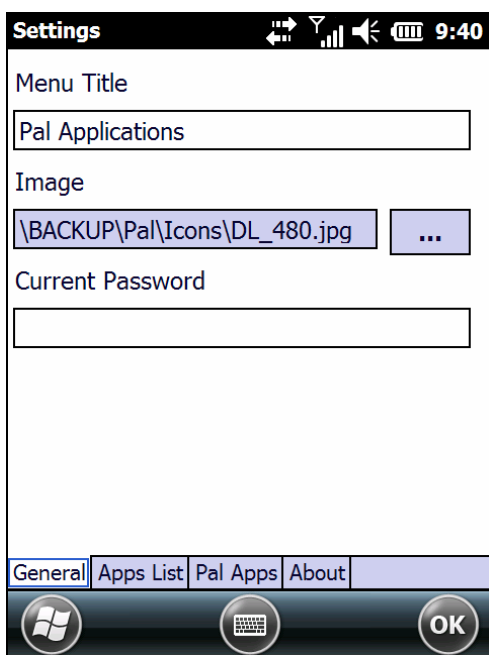 Settings 9:40
Menu Title
Pal Applications
Image
\BACKUP\Pal\Icons\DL_480.jpg ...
Current Password
General Apps List Pal Apps About
OK